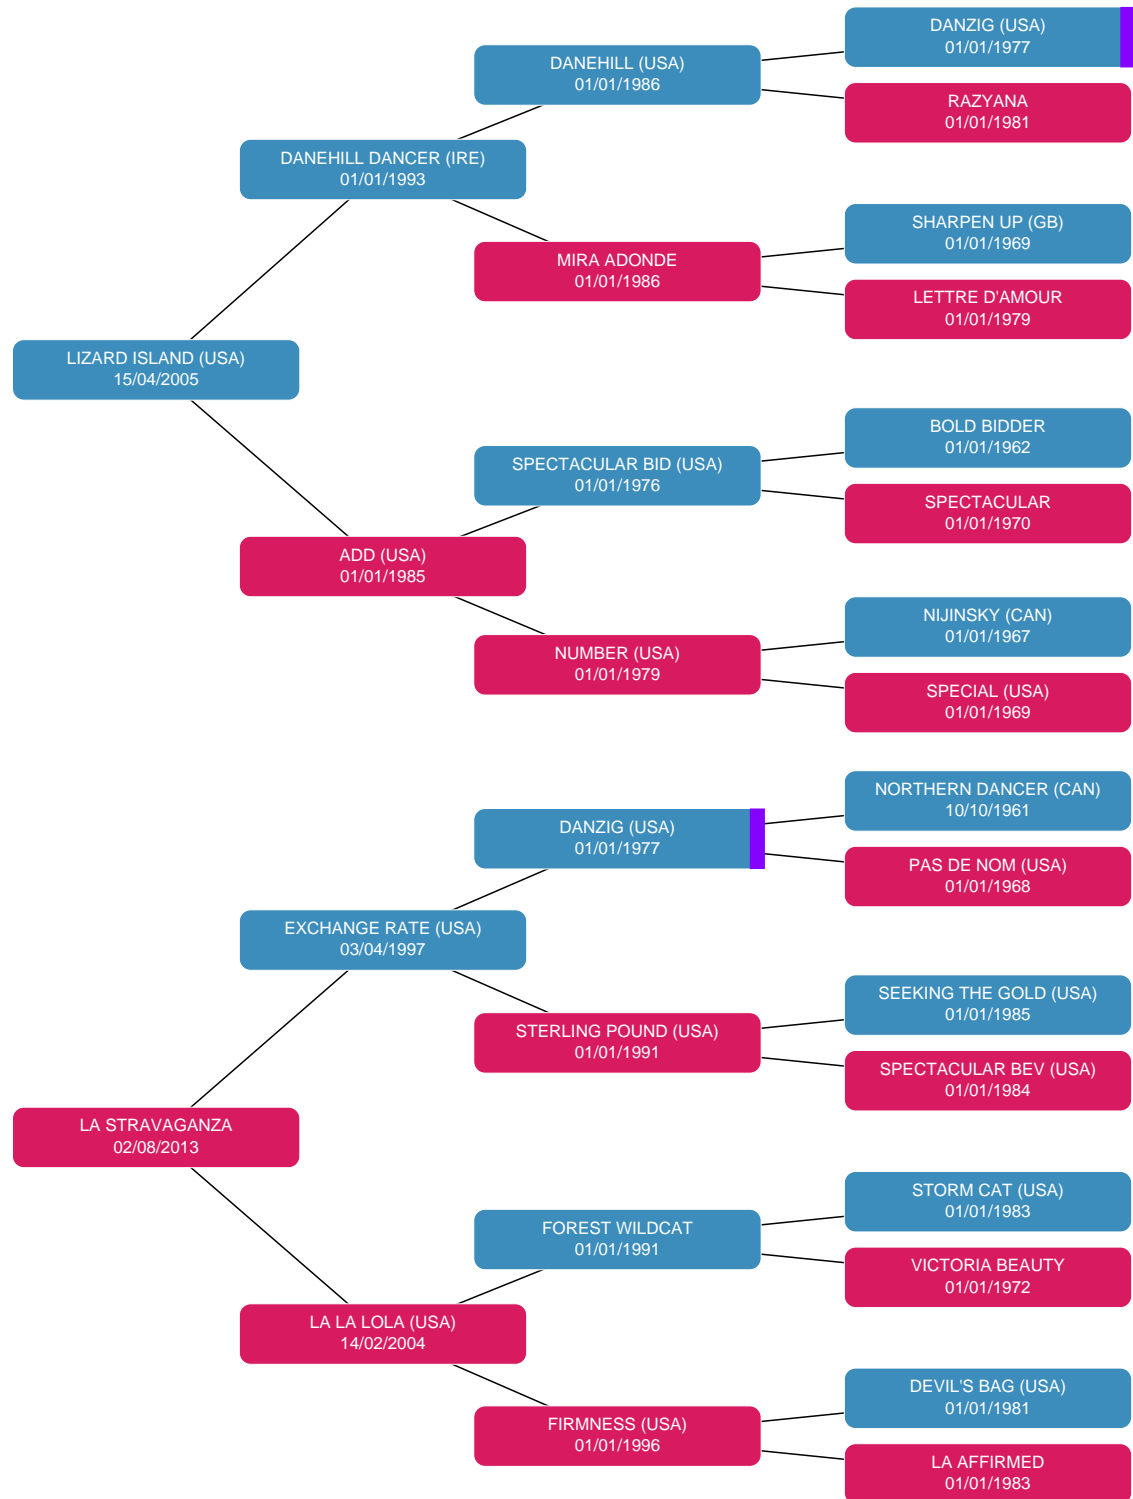 DANZIG (USA)
01/01/1977
DANEHILL (USA)
01/01/1986
RAZYANA
01/01/1981
DANEHILL DANCER (IRE)
01/01/1993
SHARPEN UP (GB)
01/01/1969
MIRA ADONDE
01/01/1986
LETTRE D'AMOUR
01/01/1979
LIZARD ISLAND (USA)
15/04/2005
BOLD BIDDER
01/01/1962
SPECTACULAR BID (USA)
01/01/1976
SPECTACULAR
01/01/1970
ADD (USA)
01/01/1985
NIJINSKY (CAN)
01/01/1967
NUMBER (USA)
01/01/1979
SPECIAL (USA)
01/01/1969
NORTHERN DANCER (CAN)
10/10/1961
DANZIG (USA)
01/01/1977
PAS DE NOM (USA)
01/01/1968
EXCHANGE RATE (USA)
03/04/1997
SEEKING THE GOLD (USA)
01/01/1985
STERLING POUND (USA)
01/01/1991
SPECTACULAR BEV (USA)
01/01/1984
LA STRAVAGANZA
02/08/2013
STORM CAT (USA)
01/01/1983
FOREST WILDCAT
01/01/1991
VICTORIA BEAUTY
01/01/1972
LA LA LOLA (USA)
14/02/2004
DEVIL'S BAG (USA)
01/01/1981
FIRMNESS (USA)
01/01/1996
LA AFFIRMED
01/01/1983